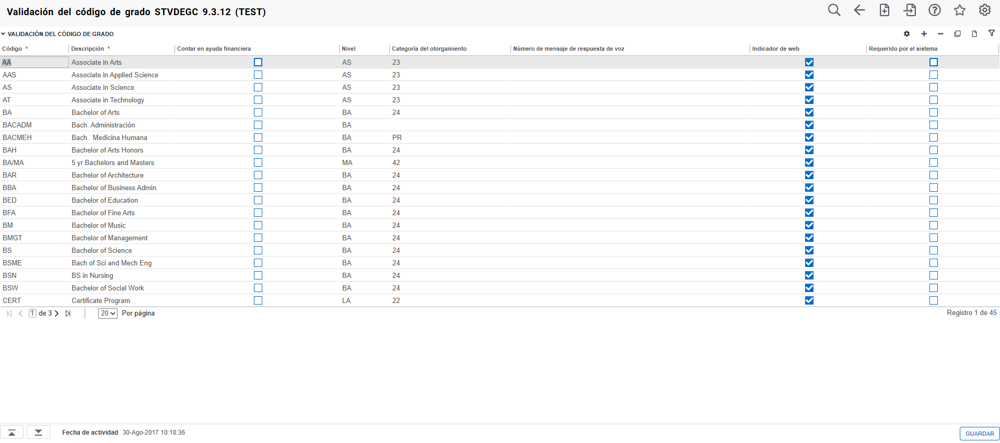 Validación del código de grado STVDEGC 9.3.12 (TEST)
VALIDACIÓN DEL CÓDIGO DE GRADO
Código * Descripción * Contar en ayuda financiera Nivel Categoría del otorgamiento Número de mensaje de respuesta de voz Indicador de web Requerido por el sistema
AA Associate in Arts AS 23
AAS Associate in Applied Science AS 23
AS Associate in Science AS 23
AT Associate in Technology AS 23
BA Bachelor of Arts BA 24
BACADM Bach. Administración BA
BACMEH Bach. Medicina Humana BA PR
BAH Bachelor of Arts Honors BA 24
BA/MA 5 yr Bachelors and Masters MA 42
BAR Bachelor of Architecture BA 24
BBA Bachelor of Business Admin. BA 24
BED Bachelor of Education BA 24
BFA Bachelor of Fine Arts BA 24
BM Bachelor of Music BA 24
BMGT Bachelor of Management BA 24
BS Bachelor of Science BA 24
BSME Bach of Sci and Mech Eng BA 24
BSN BS in Nursing BA 24
BSW Bachelor of Social Work BA 24
CERT Certificate Program LA 22
1 de 3 20 Por página Registro 1 de 45
Fecha de actividad 30-Ago-2017 10:18:36 GUARDAR